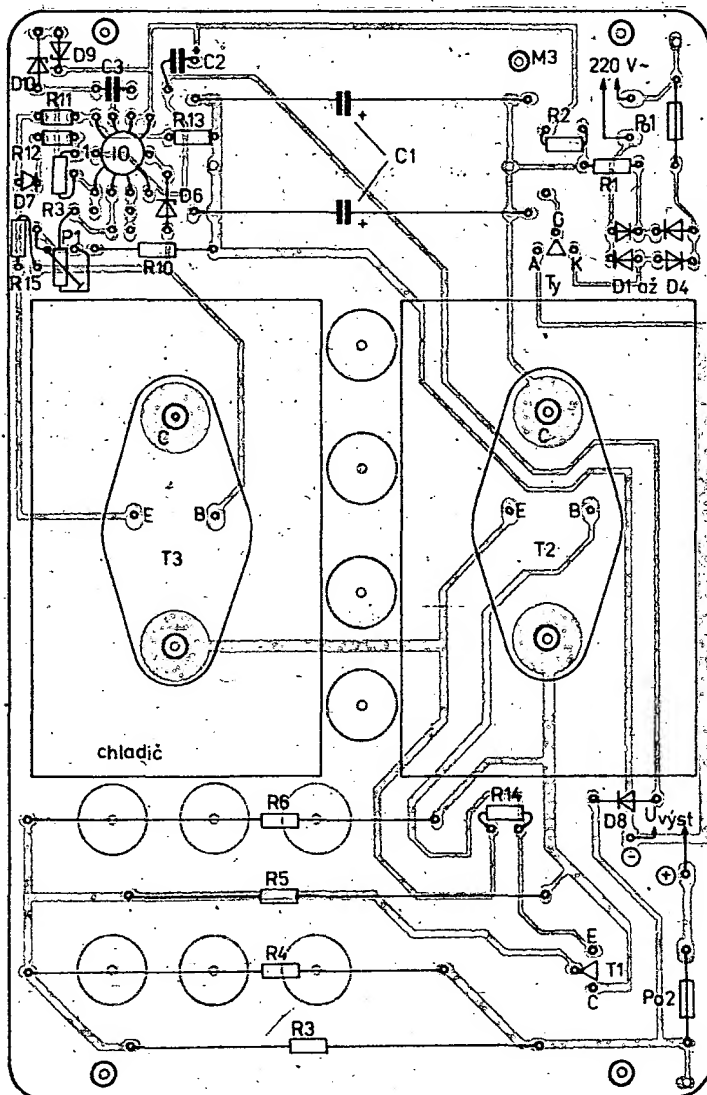 D9
D10
C3
C2
M3
220 V~
R11
R13
R2
Po1
R12
1
IO
C1
R1
D7
D6
R3
G
P1
A
K
R15
R10
Ty
D1 až D4
C
C
E
B
E
B
T3
T2
chladič
R6
R14
D8
Uvýst
−
+
R5
E
R4
T1
C
Po2
R3